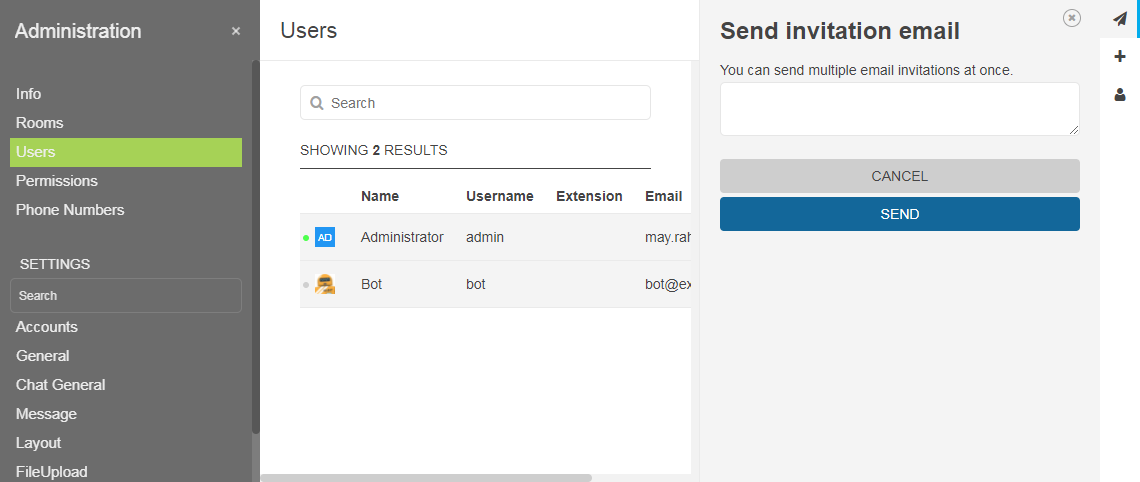 Administration
×
Info
Rooms
Users
Permissions
Phone Numbers
SETTINGS
Search
Accounts
General
Chat General
Message
Layout
FileUpload
Users
Search
SHOWING 2 RESULTS
Name Username Extension Email
AD Administrator admin may.rah
Bot bot bot@ex
Send invitation email
You can send multiple email invitations at once.
CANCEL
SEND